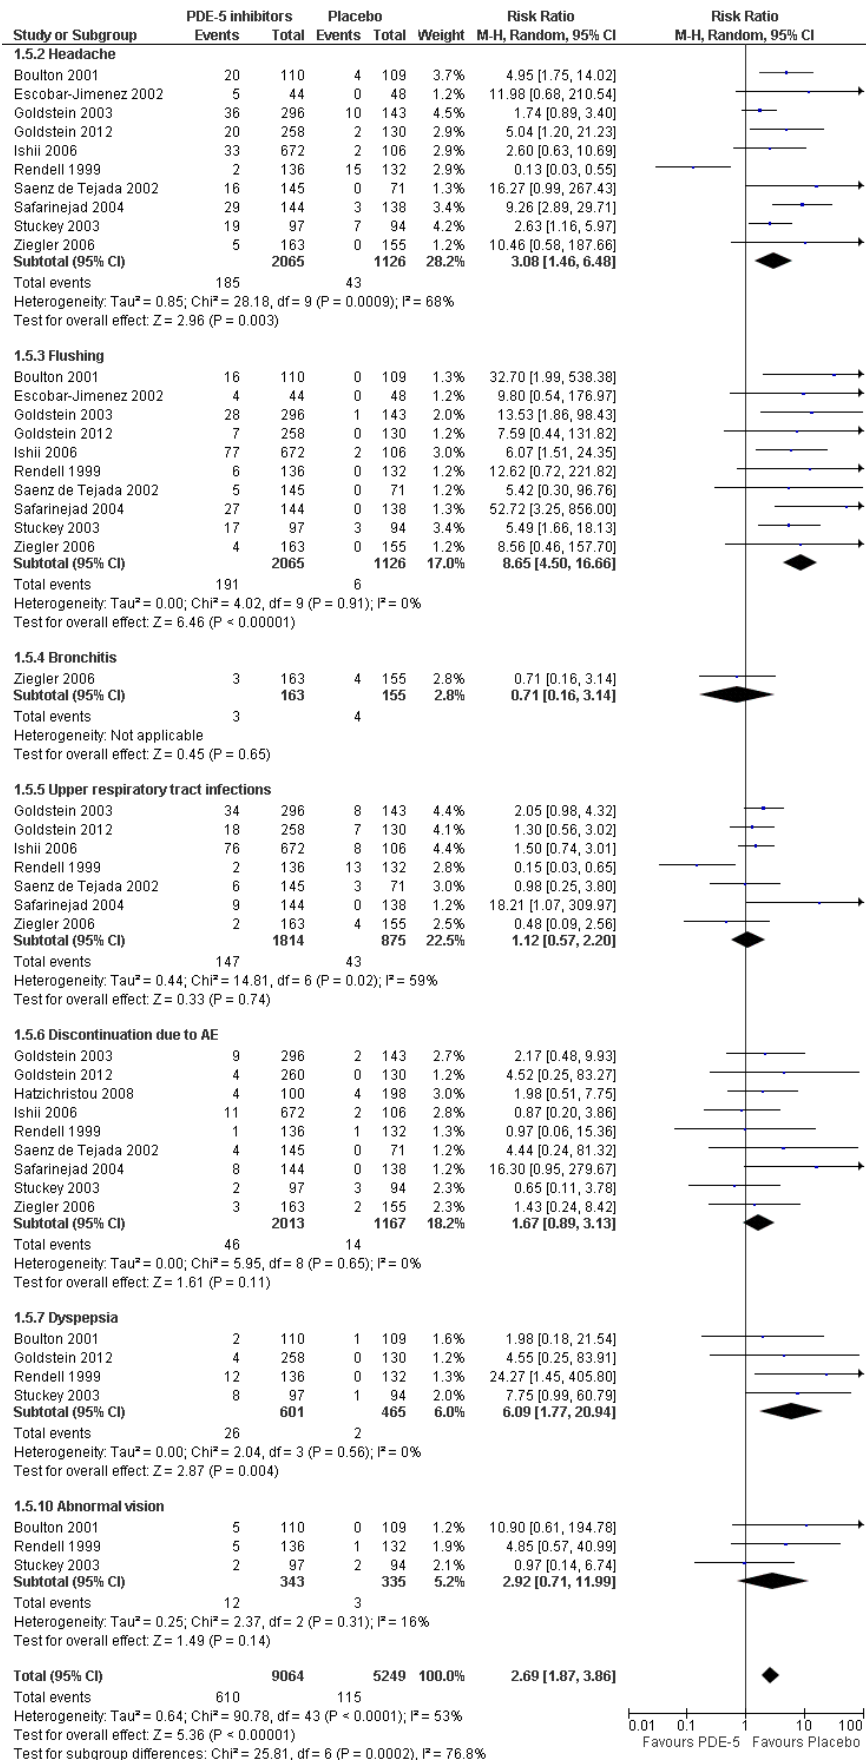 PDE-5 inhibitors Placebo Risk Ratio Risk Ratio
Study or Subgroup Events Total Events Total Weight M-H, Random, 95% CI M-H, Random, 95% CI
1.5.2 Headache
Boulton 2001 20 110 4 109 3.7% 4.95 [1.75, 14.02]
Escobar-Jimenez 2002 5 44 0 48 1.2% 11.98 [0.68, 210.54]
Goldstein 2003 36 296 10 143 4.5% 1.74 [0.89, 3.40]
Goldstein 2012 20 258 2 130 2.9% 5.04 [1.20, 21.23]
Ishii 2006 33 672 2 106 3.1% 2.60 [0.63, 10.69]
Rendell 1999 2 136 15 132 2.9% 0.13 [0.03, 0.55]
Saenz de Tejada 2002 16 145 0 71 1.3% 16.27 [0.99, 267.43]
Safarinejad 2004 29 144 3 138 3.4% 9.26 [2.89, 29.71]
Stuckey 2003 19 97 7 94 4.2% 2.63 [1.16, 5.97]
Ziegler 2006 5 163 0 155 1.2% 10.46 [0.58, 187.66]
Subtotal (95% CI) 2065 1126 28.2% 3.08 [1.46, 6.48]
Total events 185 43
Heterogeneity: Tau² = 0.85; Chi² = 28.18, df = 9 (P = 0.0009); I² = 68%
Test for overall effect: Z = 2.96 (P = 0.003)
1.5.3 Flushing
Boulton 2001 16 110 0 109 1.3% 32.70 [1.99, 538.38]
Escobar-Jimenez 2002 4 44 0 48 1.2% 9.80 [0.54, 176.97]
Goldstein 2003 28 296 1 143 2.0% 13.53 [1.86, 98.43]
Goldstein 2012 7 258 0 130 1.2% 7.59 [0.44, 131.82]
Ishii 2006 77 672 2 106 3.0% 6.07 [1.51, 24.35]
Rendell 1999 6 136 0 132 1.2% 12.62 [0.72, 221.82]
Saenz de Tejada 2002 5 145 0 71 1.2% 5.42 [0.30, 96.76]
Safarinejad 2004 27 144 0 138 1.3% 52.72 [3.25, 856.00]
Stuckey 2003 17 97 3 94 3.4% 5.49 [1.66, 18.13]
Ziegler 2006 4 163 0 155 1.2% 8.56 [0.46, 157.70]
Subtotal (95% CI) 2065 1126 17.0% 8.65 [4.50, 16.66]
Total events 191 6
Heterogeneity: Tau² = 0.00; Chi² = 4.02, df = 9 (P = 0.91); I² = 0%
Test for overall effect: Z = 6.46 (P < 0.00001)
1.5.4 Bronchitis
Ziegler 2006 3 163 4 155 2.8% 0.71 [0.16, 3.14]
Subtotal (95% CI) 163 155 2.8% 0.71 [0.16, 3.14]
Total events 3 4
Heterogeneity: Not applicable
Test for overall effect: Z = 0.45 (P = 0.65)
1.5.5 Upper respiratory tract infections
Goldstein 2003 34 296 8 143 4.4% 2.05 [0.98, 4.32]
Goldstein 2012 18 258 7 130 4.1% 1.30 [0.56, 3.02]
Ishii 2006 76 672 8 106 4.4% 1.50 [0.74, 3.01]
Rendell 1999 2 136 13 132 2.8% 0.15 [0.03, 0.65]
Saenz de Tejada 2002 6 145 3 71 3.0% 0.98 [0.25, 3.80]
Safarinejad 2004 9 144 0 138 1.2% 18.21 [1.07, 309.97]
Ziegler 2006 2 163 4 155 2.5% 0.48 [0.09, 2.56]
Subtotal (95% CI) 1814 875 22.5% 1.12 [0.57, 2.20]
Total events 147 43
Heterogeneity: Tau² = 0.44; Chi² = 14.81, df = 6 (P = 0.02); I² = 59%
Test for overall effect: Z = 0.33 (P = 0.74)
1.5.6 Discontinuation due to AE
Goldstein 2003 9 296 2 143 2.7% 2.17 [0.48, 9.93]
Goldstein 2012 4 260 0 130 1.2% 4.52 [0.25, 83.27]
Hatzichristou 2008 4 100 4 198 3.0% 1.98 [0.51, 7.75]
Ishii 2006 11 672 2 106 2.8% 0.87 [0.20, 3.86]
Rendell 1999 1 136 1 132 1.3% 0.97 [0.06, 15.36]
Saenz de Tejada 2002 4 145 0 71 1.2% 4.44 [0.24, 81.32]
Safarinejad 2004 8 144 0 138 1.2% 16.30 [0.95, 279.67]
Stuckey 2003 2 97 3 94 2.4% 0.65 [0.11, 3.78]
Ziegler 2006 3 163 2 155 2.3% 1.43 [0.24, 8.42]
Subtotal (95% CI) 2013 1167 18.2% 1.67 [0.89, 3.13]
Total events 46 14
Heterogeneity: Tau² = 0.00; Chi² = 5.95, df = 8 (P = 0.65); I² = 0%
Test for overall effect: Z = 1.61 (P = 0.11)
1.5.7 Dyspepsia
Boulton 2001 2 110 1 109 1.6% 1.98 [0.18, 21.54]
Goldstein 2012 4 258 0 130 1.2% 4.55 [0.25, 83.91]
Rendell 1999 12 136 0 132 1.3% 24.27 [1.45, 405.80]
Stuckey 2003 8 97 1 94 2.0% 7.75 [0.99, 60.79]
Subtotal (95% CI) 601 465 6.0% 6.09 [1.77, 20.94]
Total events 26 2
Heterogeneity: Tau² = 0.00; Chi² = 2.04, df = 3 (P = 0.56); I² = 0%
Test for overall effect: Z = 2.87 (P = 0.004)
1.5.10 Abnormal vision
Boulton 2001 5 110 0 109 1.2% 10.90 [0.61, 194.78]
Rendell 1999 5 136 1 132 1.9% 4.85 [0.57, 40.99]
Stuckey 2003 2 97 2 94 2.1% 0.97 [0.14, 6.74]
Subtotal (95% CI) 343 335 5.2% 2.92 [0.71, 11.99]
Total events 12 3
Heterogeneity: Tau² = 0.25; Chi² = 2.37, df = 2 (P = 0.31); I² = 16%
Test for overall effect: Z = 1.49 (P = 0.14)
Total (95% CI) 9064 5249 100.0% 2.69 [1.87, 3.86]
Total events 610 115
Heterogeneity: Tau² = 0.64; Chi² = 90.78, df = 43 (P < 0.0001); I² = 53%
Test for overall effect: Z = 5.36 (P < 0.00001)
Test for subgroup differences: Chi² = 25.81, df = 6 (P = 0.0002), I² = 76.8%
0.01 0.1 1 10 100
Favours PDE-5 Favours Placebo